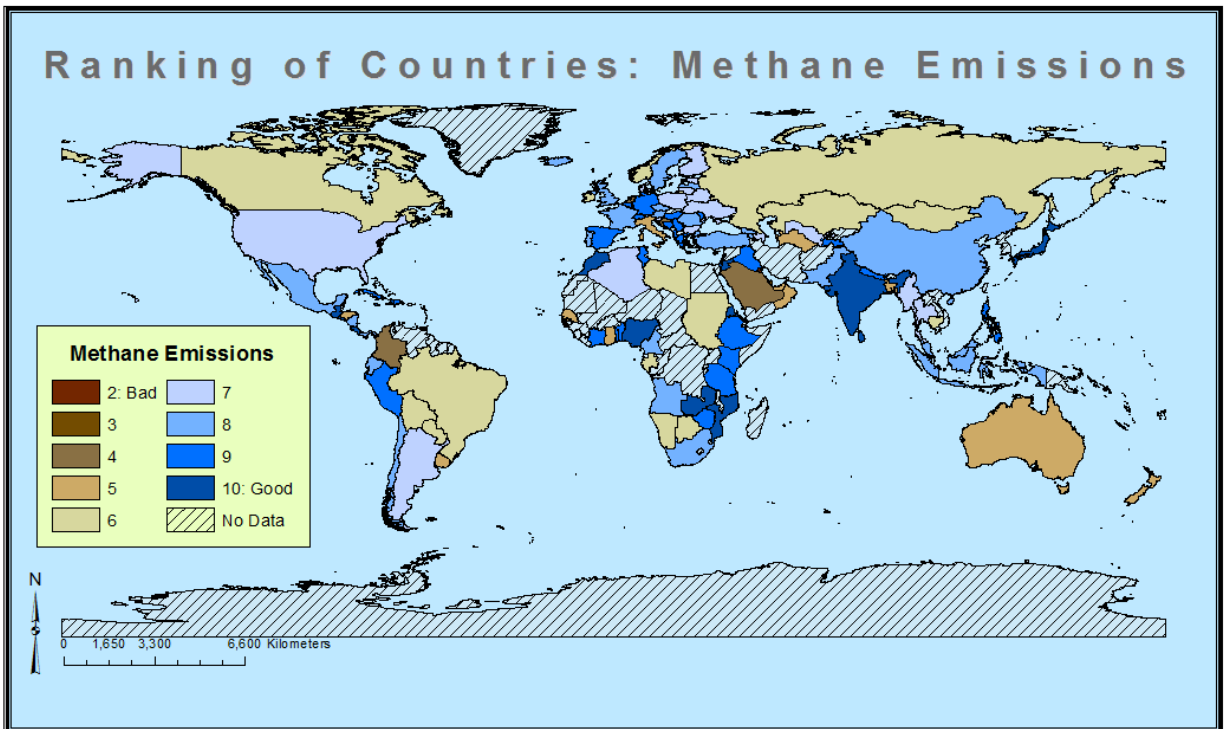 Ranking of Countries: Methane Emissions
Methane Emissions
2: Bad
7
3
8
4
9
5
10: Good
6
No Data
N
0 1,650 3,300 6,600 Kilometers